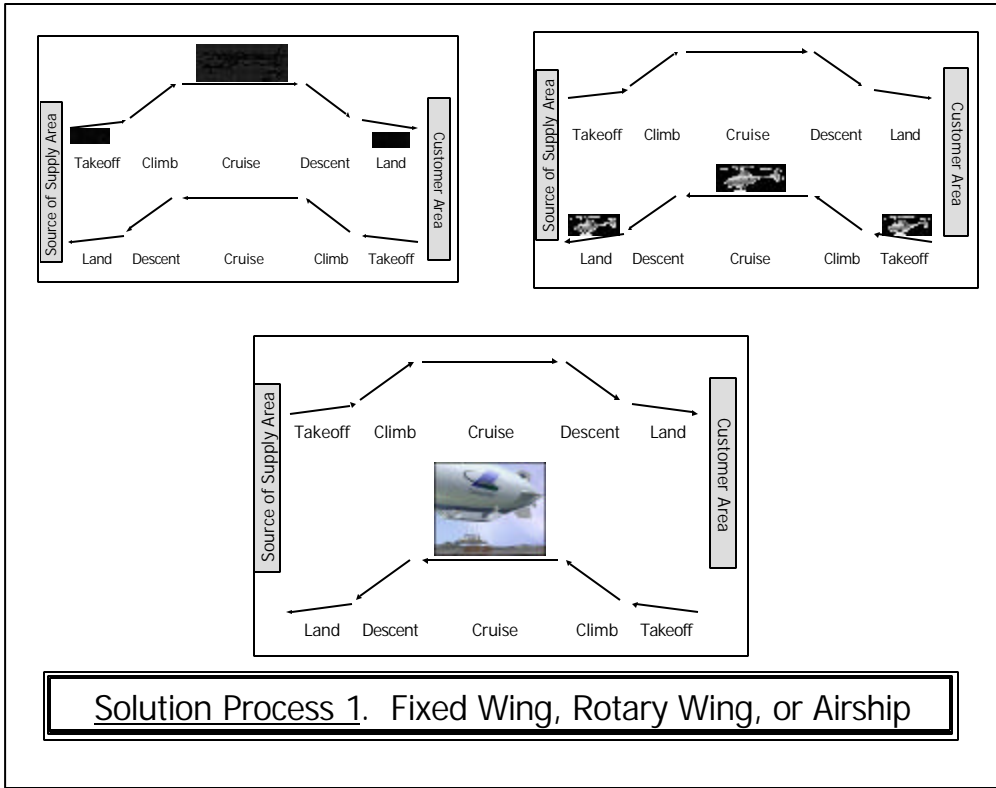 Source of Supply Area
Takeoff Climb Cruise Descent Land
Land Descent Cruise Climb Takeoff
Customer Area
Source of Supply Area
Takeoff Climb Cruise Descent Land
Land Descent Cruise Climb Takeoff
Customer Area
Source of Supply Area
Takeoff Climb Cruise Descent Land
Land Descent Cruise Climb Takeoff
Customer Area
Solution Process 1. Fixed Wing, Rotary Wing, or Airship